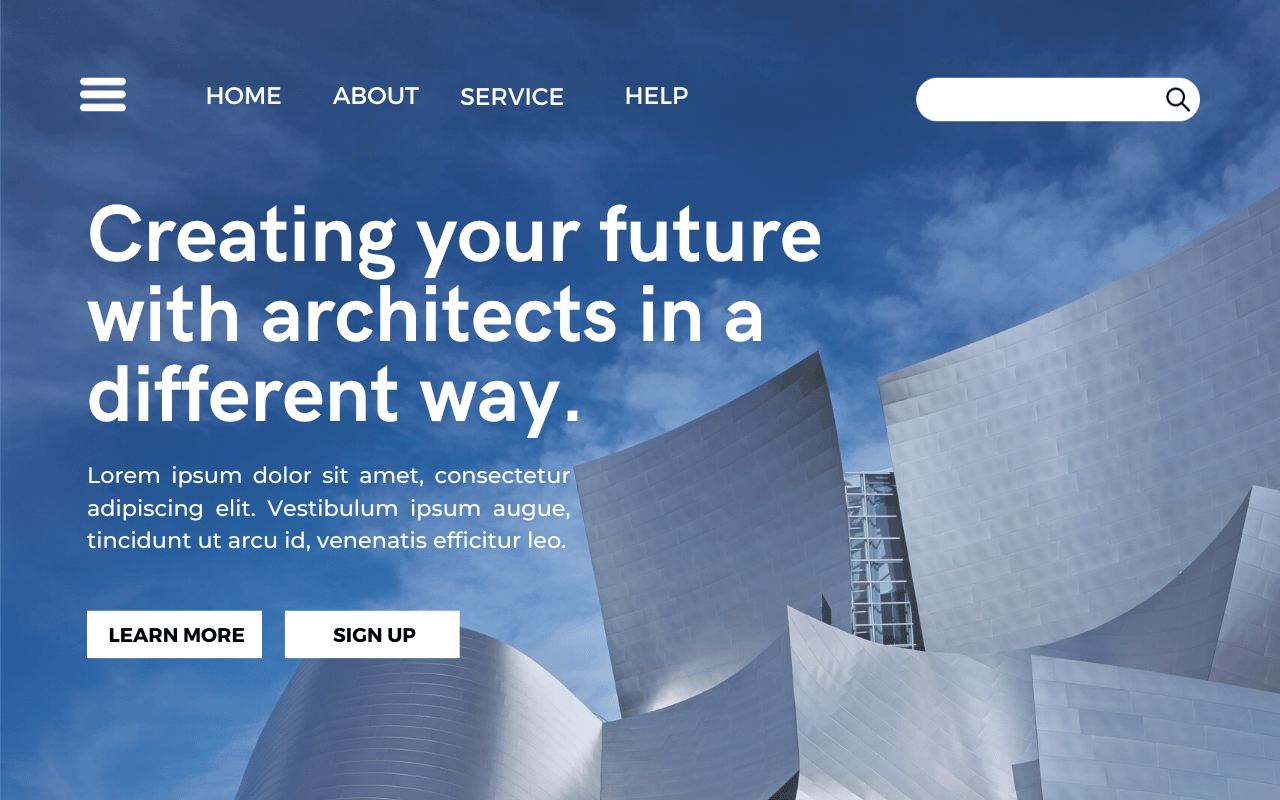 HOME ABOUT SERVICE HELP
Creating your future
with architects in a
different way.
Lorem ipsum dolor sit amet, consectetur
adipiscing elit. Vestibulum ipsum augue,
tincidunt ut arcu id, venenatis efficitur leo.
LEARN MORE SIGN UP